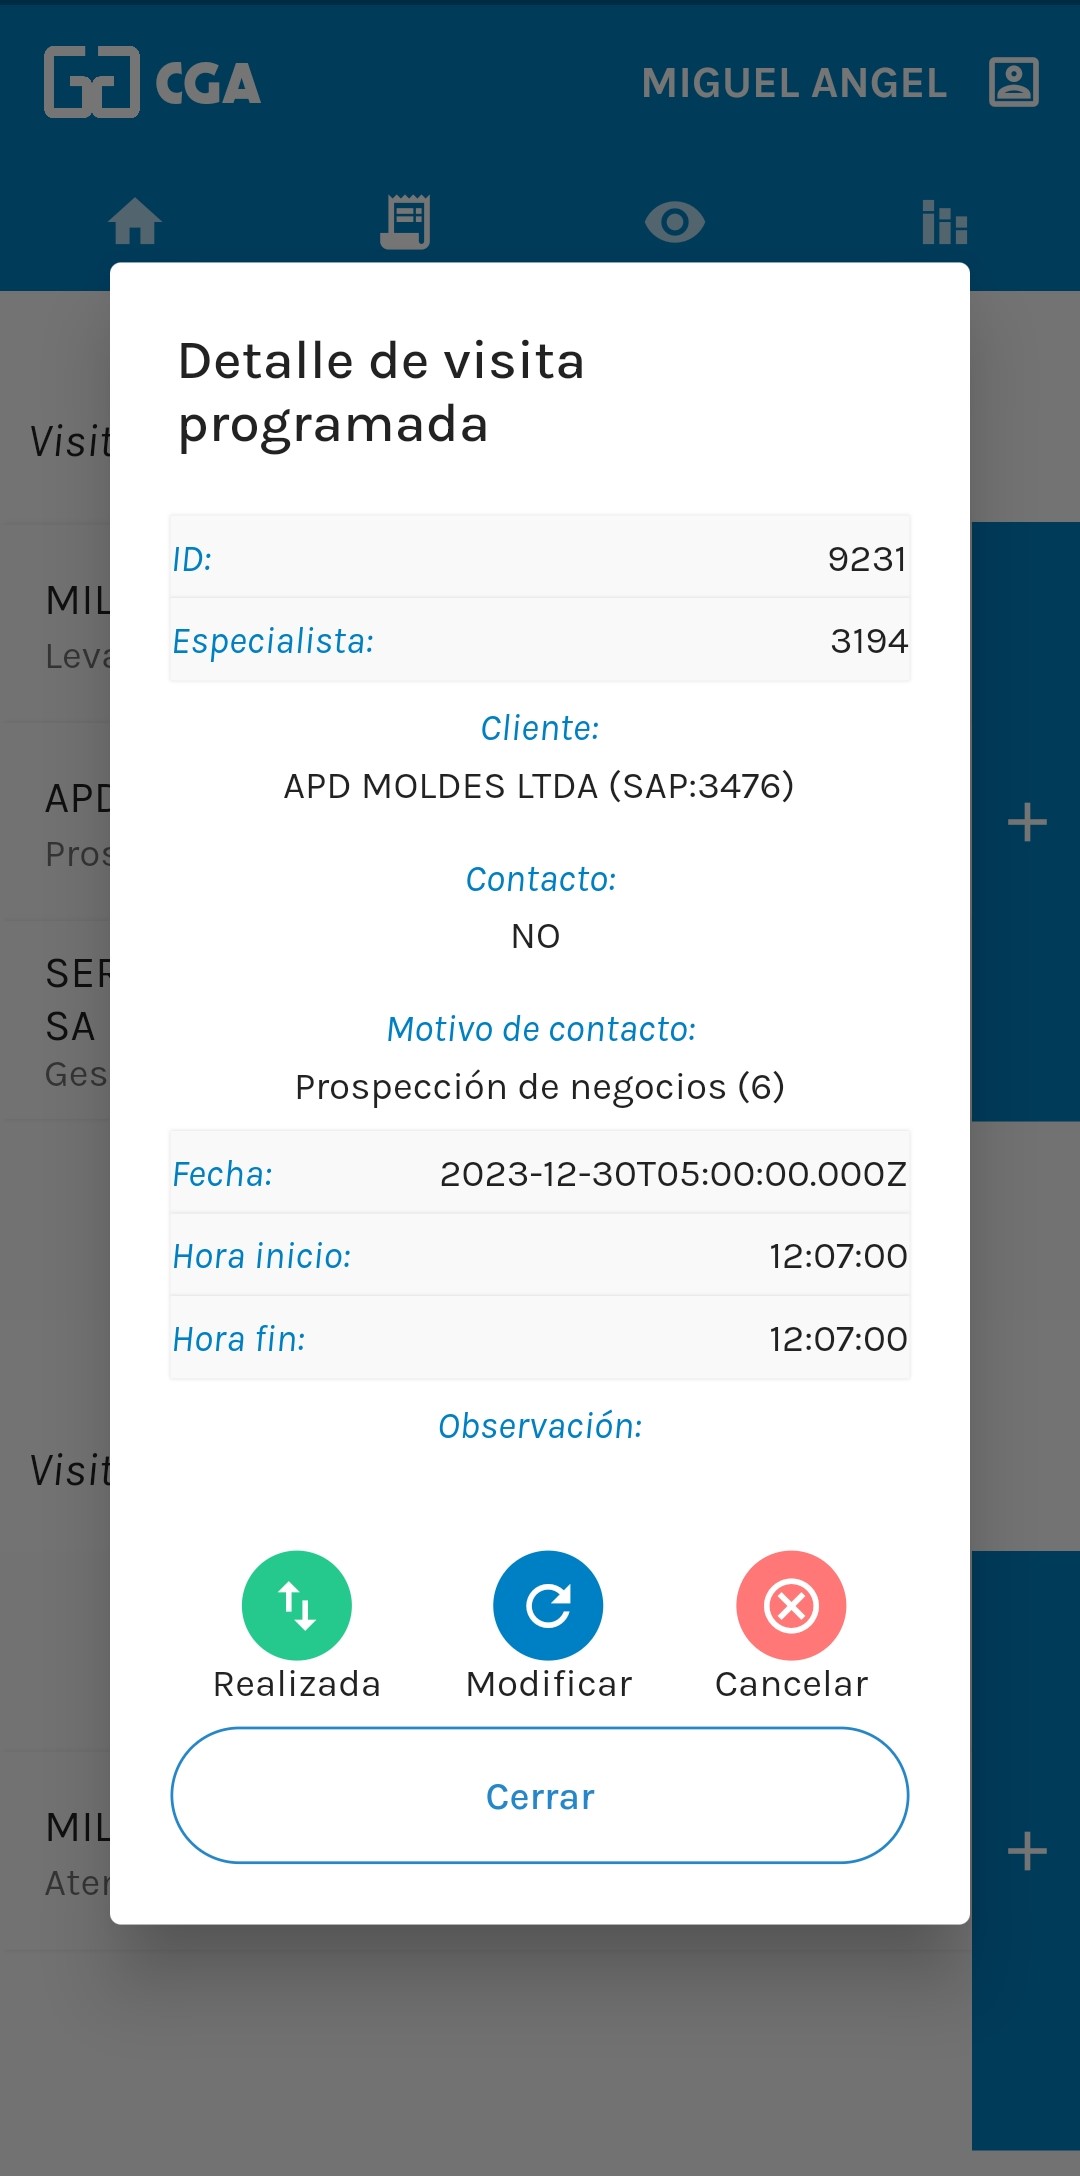 CGA
MIGUEL ANGEL
Detalle de visita
programada
ID: 9231
Especialista: 3194
Cliente:
APD MOLDES LTDA (SAP:3476)
Contacto:
NO
Motivo de contacto:
Prospección de negocios (6)
Fecha: 2023-12-30T05:00:00.000Z
Hora inicio: 12:07:00
Hora fin: 12:07:00
Observación:
Realizada Modificar Cancelar
Cerrar
Visit
MIL
Leva
APD
Pros
SER
SA
Ges
Visit
MIL
Aten